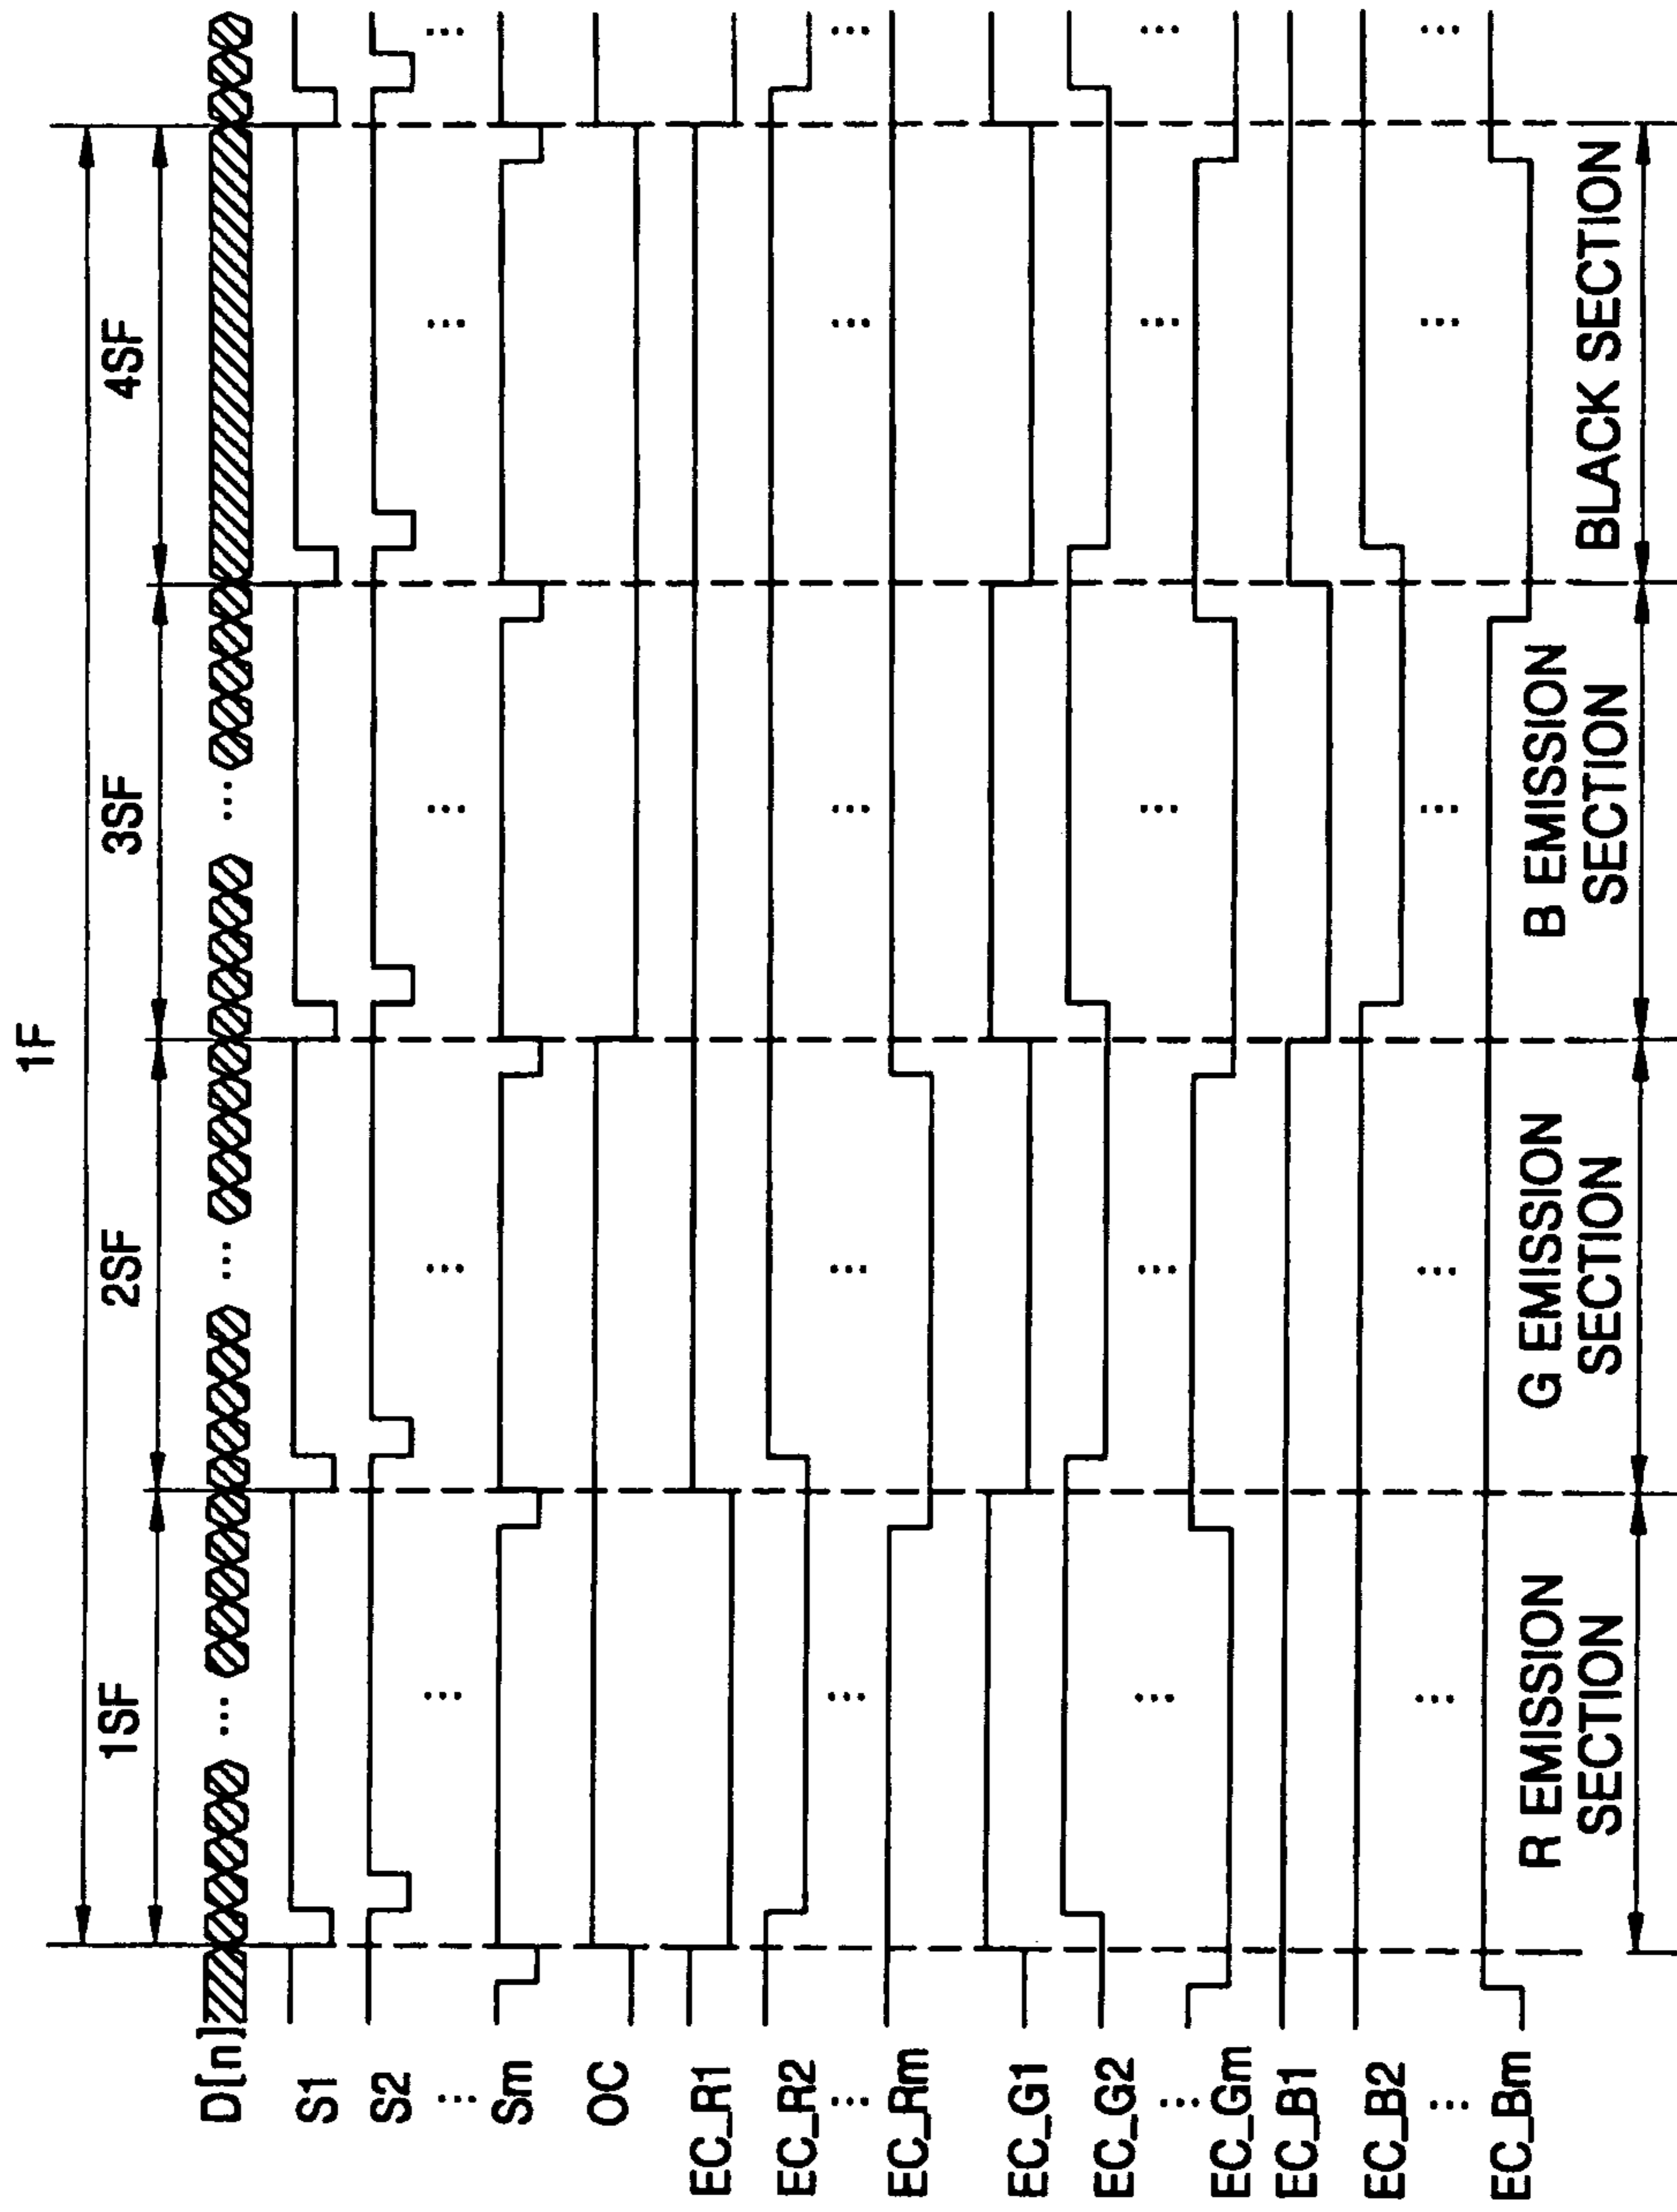 1F
1SF 2SF 3SF 4SF
D[n] ... ... ...
S1
S2
... ... ... ... ... ...
Sm
OC
EC_R1
EC_R2
... ... ... ... ... ...
EC_Rm
EC_G1
EC_G2
... ... ... ... ... ...
EC_Gm
EC_B1
EC_B2
... ... ... ... ... ...
EC_Bm
R EMISSION
SECTION
G EMISSION
SECTION
B EMISSION
SECTION
BLACK SECTION